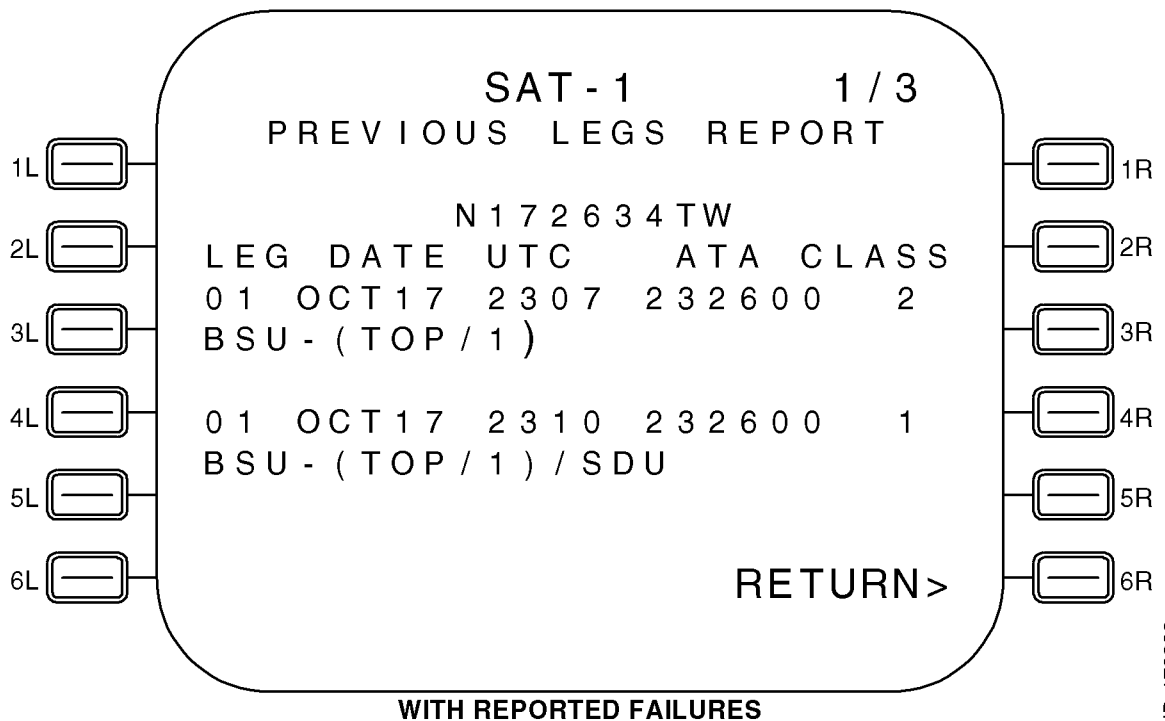 SAT-1 1/3
PREVIOUS LEGS REPORT
1L 1R
N172634TW
2L LEG DATE UTC ATA CLASS 2R
01 OCT17 2307 232600 2
3L BSU-(TOP/1) 3R
4L 01 OCT17 2310 232600 1 4R
BSU-(TOP/1)/SDU
5L 5R
6L RETURN> 6R
WITH REPORTED FAILURES